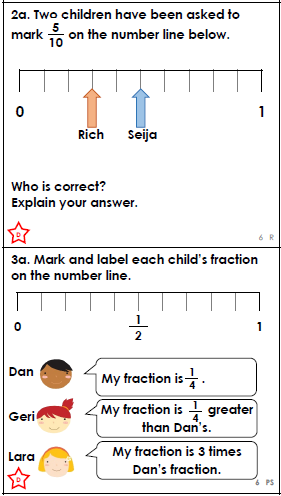 2a. Two children have been asked to
mark 5/10 on the number line below.
0 1
Rich Seija
Who is correct?
Explain your answer.
D
6 R
3a. Mark and label each child's fraction
on the number line.
0 1/2 1
Dan
My fraction is 1/4 .
Geri
My fraction is 1/4 greater
than Dan's.
Lara
My fraction is 3 times
Dan's fraction.
D
6 PS